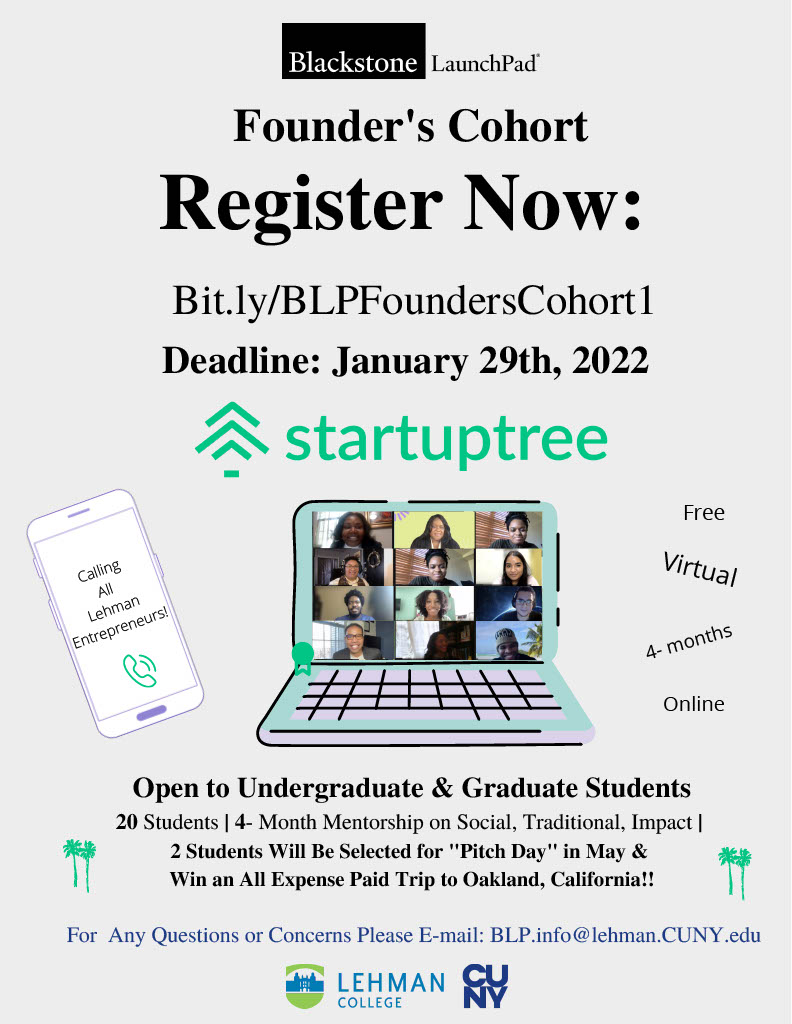 Blackstone LaunchPad®
Founder's Cohort
Register Now:
Bit.ly/BLPFoundersCohort1
Deadline: January 29th, 2022
startuptree
Calling
All
Lehman
Entrepreneurs!
Free
Virtual
4- months
Online
Open to Undergraduate & Graduate Students
20 Students | 4- Month Mentorship on Social, Traditional, Impact |
2 Students Will Be Selected for "Pitch Day" in May &
Win an All Expense Paid Trip to Oakland, California!!
For Any Questions or Concerns Please E-mail: BLP.info@lehman.CUNY.edu
LEHMAN
COLLEGE
CU
NY